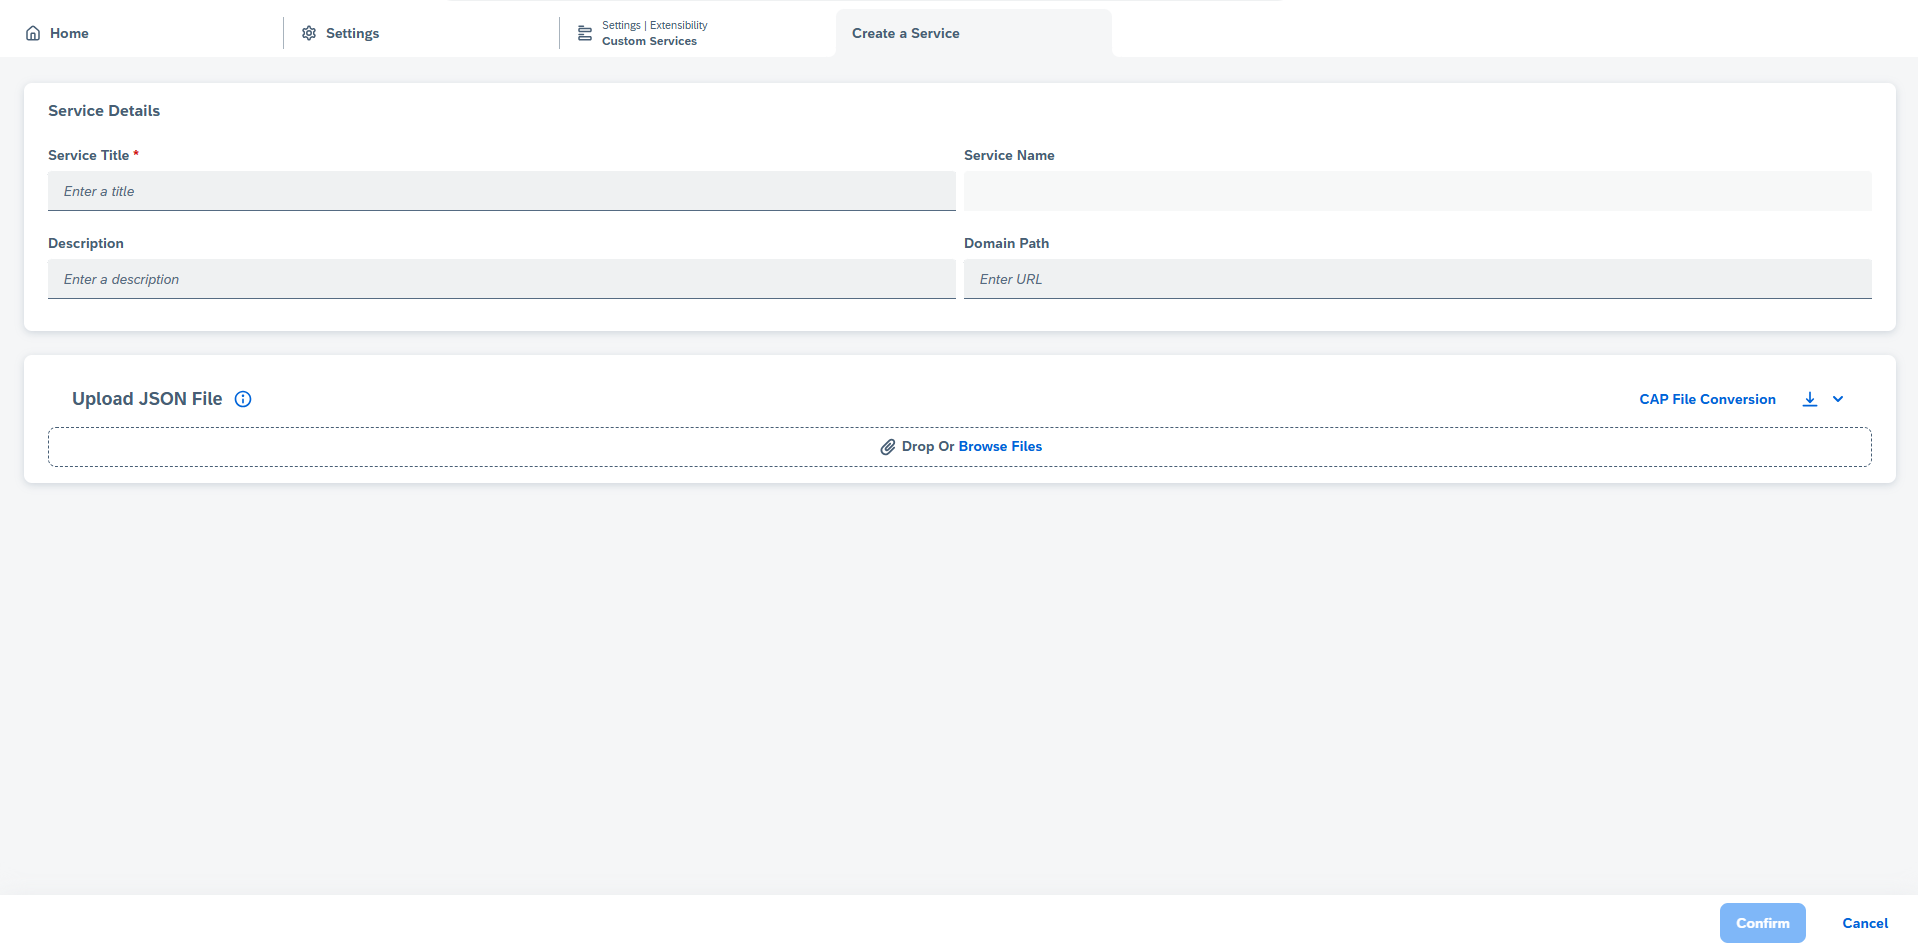 Home
Settings
Settings | Extensibility
Custom Services
Create a Service
Service Details
Service Title *
Service Name
Enter a title
Description
Domain Path
Enter a description
Enter URL
Upload JSON File
CAP File Conversion
Drop Or Browse Files
Confirm
Cancel